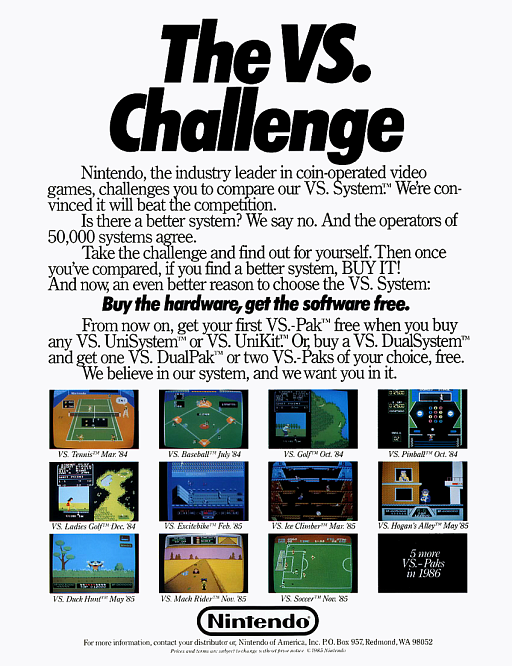 The VS.
Challenge
Nintendo, the industry leader in coin-operated video
games, challenges you to compare our VS. System.™ We're con-
vinced it will beat the competition.
Is there a better system? We say no. And the operators of
50,000 systems agree.
Take the challenge and find out for yourself. Then once
you've compared, if you find a better system, BUY IT!
And now, an even better reason to choose the VS. System:
Buy the hardware, get the software free.
From now on, get your first VS.-Pak™ free when you buy
any VS. UniSystem™ or VS. UniKit.™ Or, buy a VS. DualSystem™
and get one VS. DualPak™ or two VS.-Paks of your choice, free.
We believe in our system, and we want you in it.
VS. Tennis™ Mar. '84
VS. Baseball™ July '84
VS. Golf™ Oct. '84
VS. Pinball™ Oct. '84
VS. Ladies Golf™ Dec. '84
VS. Excitebike™ Feb. '85
VS. Ice Climber™ Mar. '85
VS. Hogan's Alley™ May '85
VS. Duck Hunt™ May '85
VS. Mach Rider™ Nov. '85
VS. Soccer™ Nov. '85
5 more
VS.-Paks
in 1986
Nintendo®
For more information, contact your distributor or, Nintendo of America, Inc. P.O. Box 957, Redmond, WA 98052
Prices and terms are subject to change without prior notice. © 1985 Nintendo